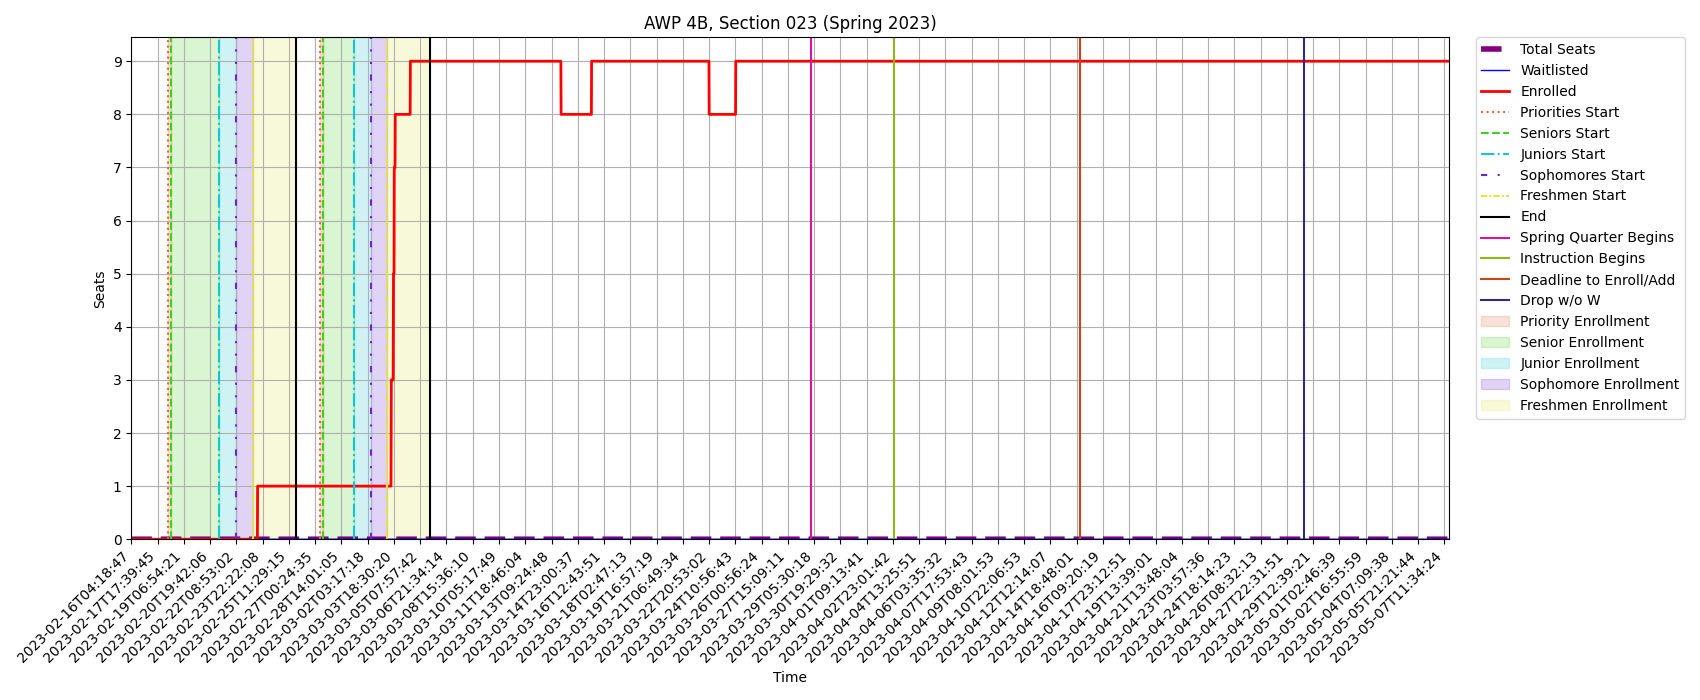 AWP 4B, Section 023 (Spring 2023)
Seats
9
8
7
6
5
4
3
2
1
0
2023-02-16T04:18:47
2023-02-17T17:39:45
2023-02-19T06:54:21
2023-02-20T19:42:06
2023-02-22T08:53:02
2023-02-23T22:22:08
2023-02-25T11:29:15
2023-02-27T00:24:35
2023-02-28T14:01:05
2023-03-02T03:17:18
2023-03-03T18:30:20
2023-03-05T07:57:42
2023-03-06T21:34:14
2023-03-08T15:36:10
2023-03-10T05:17:49
2023-03-11T18:46:04
2023-03-13T09:24:48
2023-03-14T23:00:37
2023-03-16T12:43:51
2023-03-18T02:47:13
2023-03-19T16:57:19
2023-03-21T06:49:34
2023-03-22T20:53:02
2023-03-24T10:56:43
2023-03-26T00:56:24
2023-03-27T15:09:11
2023-03-29T05:30:18
2023-03-30T19:29:32
2023-04-01T09:13:41
2023-04-02T23:01:42
2023-04-04T13:25:51
2023-04-06T03:35:32
2023-04-07T17:53:43
2023-04-09T08:01:53
2023-04-10T22:06:53
2023-04-12T12:14:07
2023-04-14T18:48:01
2023-04-16T09:20:19
2023-04-17T23:12:51
2023-04-19T13:39:01
2023-04-21T13:48:04
2023-04-23T03:57:36
2023-04-24T18:14:23
2023-04-26T08:32:13
2023-04-27T22:31:51
2023-04-29T12:39:21
2023-05-01T02:46:39
2023-05-02T16:55:59
2023-05-04T07:09:38
2023-05-05T21:21:44
2023-05-07T11:34:24
Time
Total Seats
Waitlisted
Enrolled
Priorities Start
Seniors Start
Juniors Start
Sophomores Start
Freshmen Start
End
Spring Quarter Begins
Instruction Begins
Deadline to Enroll/Add
Drop w/o W
Priority Enrollment
Senior Enrollment
Junior Enrollment
Sophomore Enrollment
Freshmen Enrollment